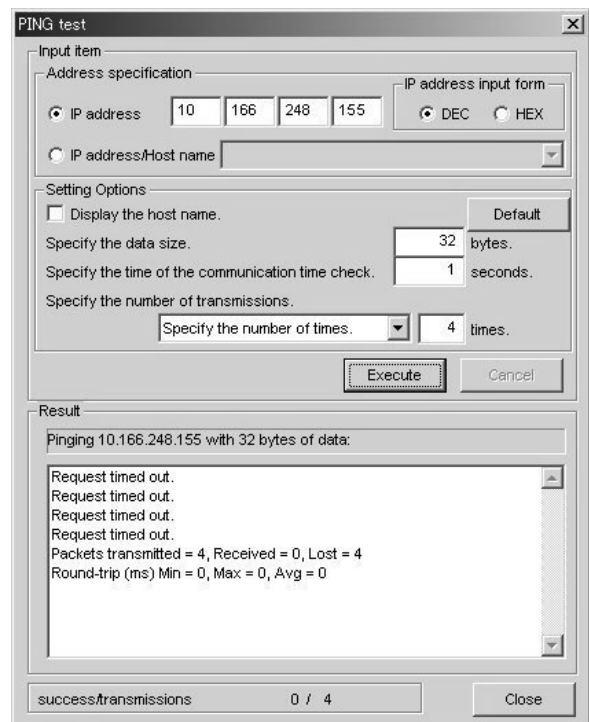 PING test
Input item
Address specification
IP address input form
IP address 10 166 248 155 DEC HEX
IP address/Host name
Setting Options
Display the host name. Default
Specify the data size. 32 bytes.
Specify the time of the communication time check. 1 seconds.
Specify the number of transmissions.
Specify the number of times. 4 times.
Execute Cancel
Result
Pinging 10.166.248.155 with 32 bytes of data:
Request timed out.
Request timed out.
Request timed out.
Request timed out.
Packets transmitted = 4, Received = 0, Lost = 4
Round-trip (ms) Min = 0, Max = 0, Avg = 0
success/transmissions 0 / 4 Close